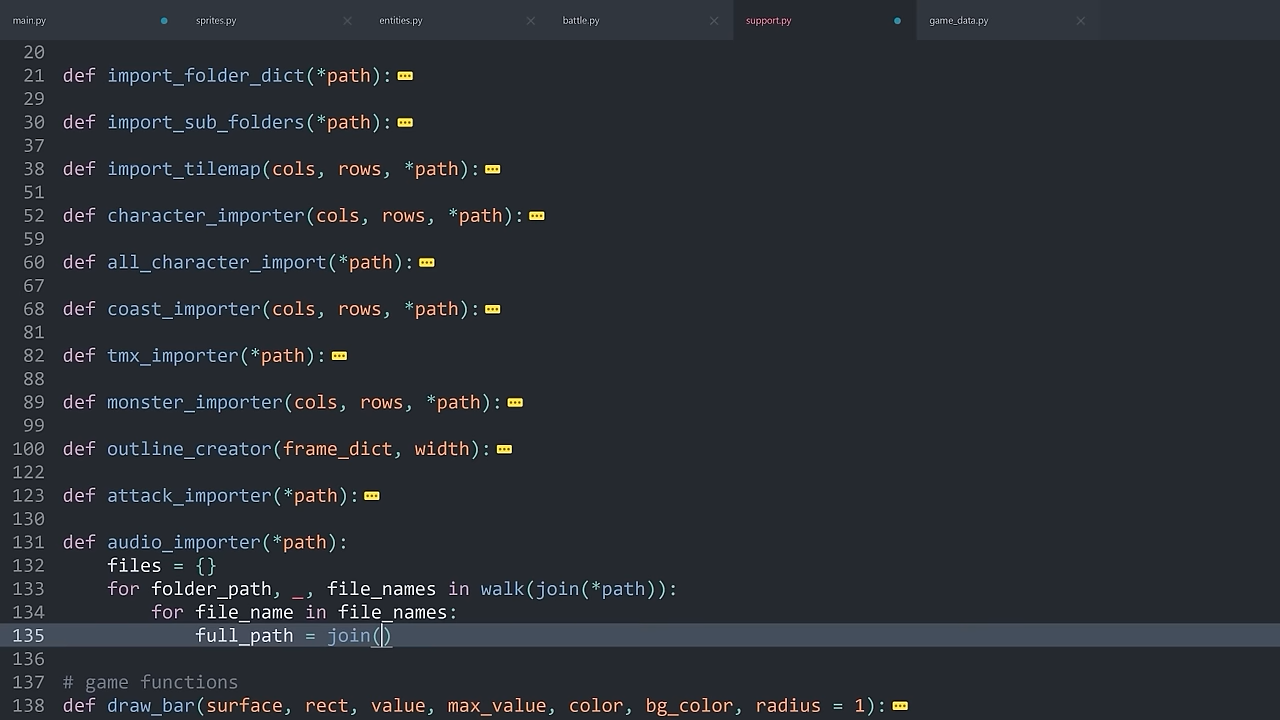 main.py sprites.py entities.py battle.py support.py game_data.py
20
21 def import_folder_dict(*path):
29
30 def import_sub_folders(*path):
37
38 def import_tilemap(cols, rows, *path):
51
52 def character_importer(cols, rows, *path):
59
60 def all_character_import(*path):
67
68 def coast_importer(cols, rows, *path):
81
82 def tmx_importer(*path):
88
89 def monster_importer(cols, rows, *path):
99
100 def outline_creator(frame_dict, width):
122
123 def attack_importer(*path):
130
131 def audio_importer(*path):
132     files = {}
133     for folder_path, _, file_names in walk(join(*path)):
134         for file_name in file_names:
135             full_path = join()
136
137 # game functions
138 def draw_bar(surface, rect, value, max_value, color, bg_color, radius = 1):